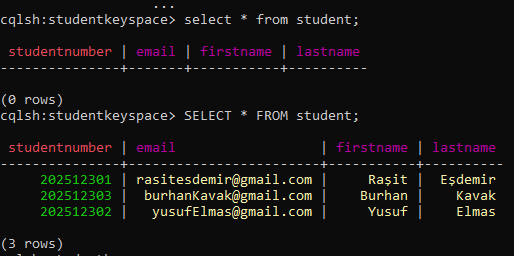 ...
cqlsh:studentkeyspace> select * from student;
studentnumber | email | firstname | lastname
---------------+-------+-----------+----------
(0 rows)
cqlsh:studentkeyspace> SELECT * FROM student;
studentnumber | email | firstname | lastname
---------------+------------------------+-----------+----------
202512301 | rasitesdemir@gmail.com | Raşit | Eşdemir
202512303 | burhanKavak@gmail.com | Burhan | Kavak
202512302 | yusufElmas@gmail.com | Yusuf | Elmas
(3 rows)